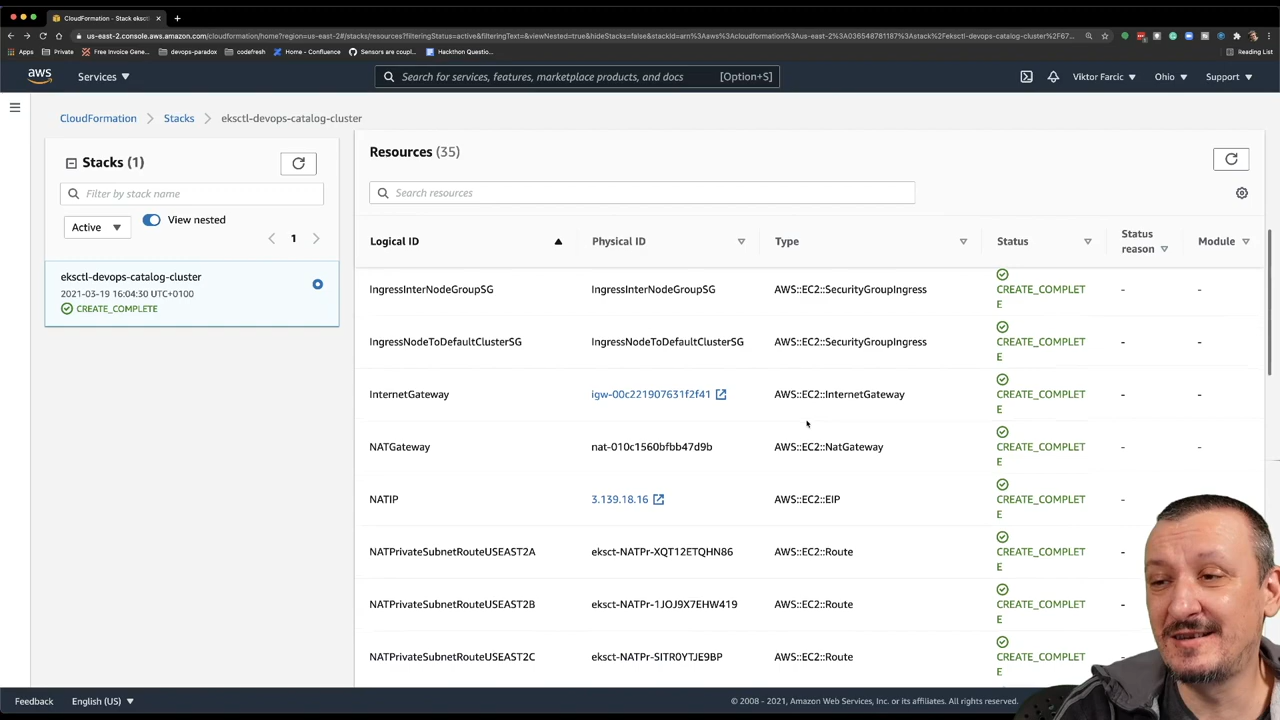 CloudFormation - Stack eksctl
us-east-2.console.aws.amazon.com/cloudformation/home?region=us-east-2#/stacks/resources?filteringStatus=active&filteringText=&viewNested=true&hideStacks=false&stackId=arn%3Aaws%3Acloudformation%3Aus-east-2%3A036548781187%3Astack%2Feksctl-devops-catalog-cluster%2F67...
Apps Private Free Invoice Gene... devops-paradox codefresh Home - Confluence Sensors are coupl... Hackthon Questio... Reading List
aws Services Search for services, features, marketplace products, and docs [Option+S] Viktor Farcic Ohio Support
CloudFormation Stacks eksctl-devops-catalog-cluster
Stacks (1)
Filter by stack name
Active View nested
1
eksctl-devops-catalog-cluster
2021-03-19 16:04:30 UTC+0100
CREATE_COMPLETE
Resources (35)
Search resources
Logical ID Physical ID Type Status Status reason Module
IngressInterNodeGroupSG IngressInterNodeGroupSG AWS::EC2::SecurityGroupIngress CREATE_COMPLETE - -
IngressNodeToDefaultClusterSG IngressNodeToDefaultClusterSG AWS::EC2::SecurityGroupIngress CREATE_COMPLETE - -
InternetGateway igw-00c221907631f2f41 AWS::EC2::InternetGateway CREATE_COMPLETE - -
NATGateway nat-010c1560bfbb47d9b AWS::EC2::NatGateway CREATE_COMPLETE - -
NATIP 3.139.18.16 AWS::EC2::EIP CREATE_COMPLETE - -
NATPrivateSubnetRouteUSEAST2A eksct-NATPr-XQT12ETQHN86 AWS::EC2::Route CREATE_COMPLETE - -
NATPrivateSubnetRouteUSEAST2B eksct-NATPr-1JOJ9X7EHW419 AWS::EC2::Route CREATE_COMPLETE -
NATPrivateSubnetRouteUSEAST2C eksct-NATPr-SITR0YTJE9BP AWS::EC2::Route CREATE_COMPLETE -
Feedback English (US) © 2008 - 2021, Amazon Web Services, Inc. or its affiliates. All rights reserved.